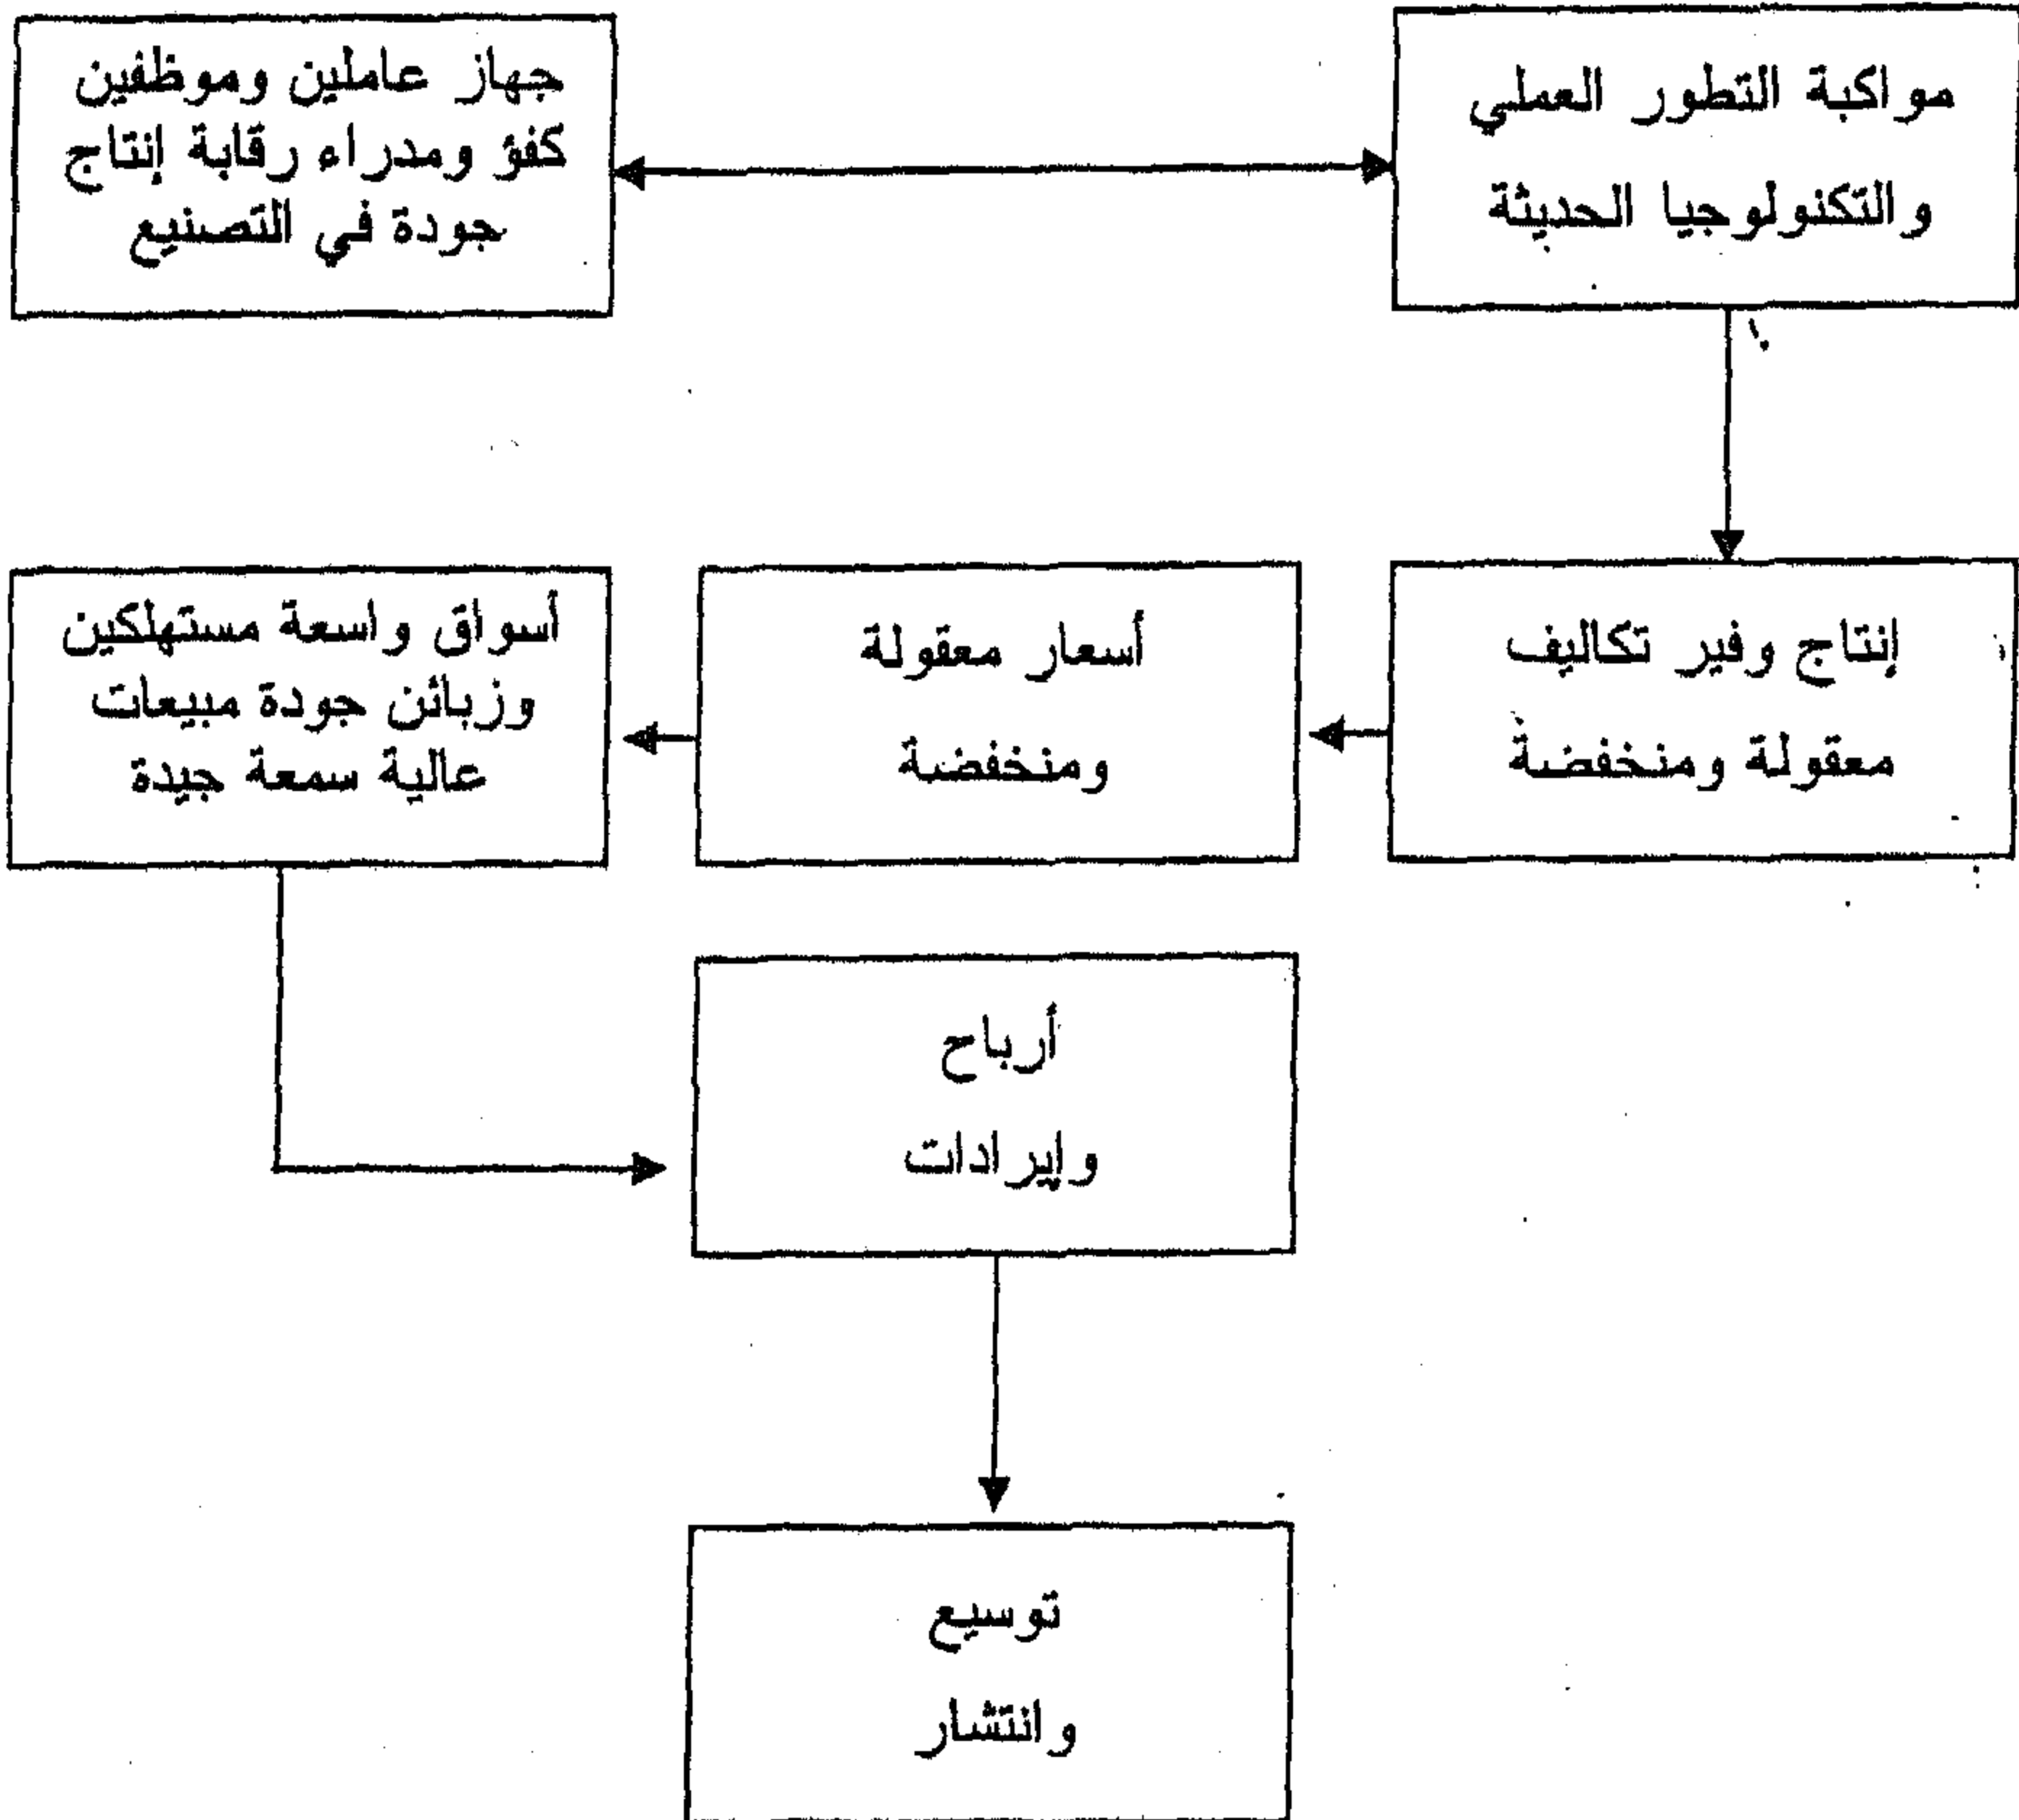 مواكبة التطور العملي
والتكنولوجيا الحديثة
جهاز عاملين وموظفين
كفؤ ومدراء رقابة إنتاج
جودة في التصنيع
إنتاج وفير تكاليف
معقولة ومنخفضة
أسعار معقولة
ومنخفضة
أسواق واسعة مستهلكين
وزبائن جودة مبيعات
عالية سمعة جيدة
أرباح
وإيرادات
توسيع
وانتشار